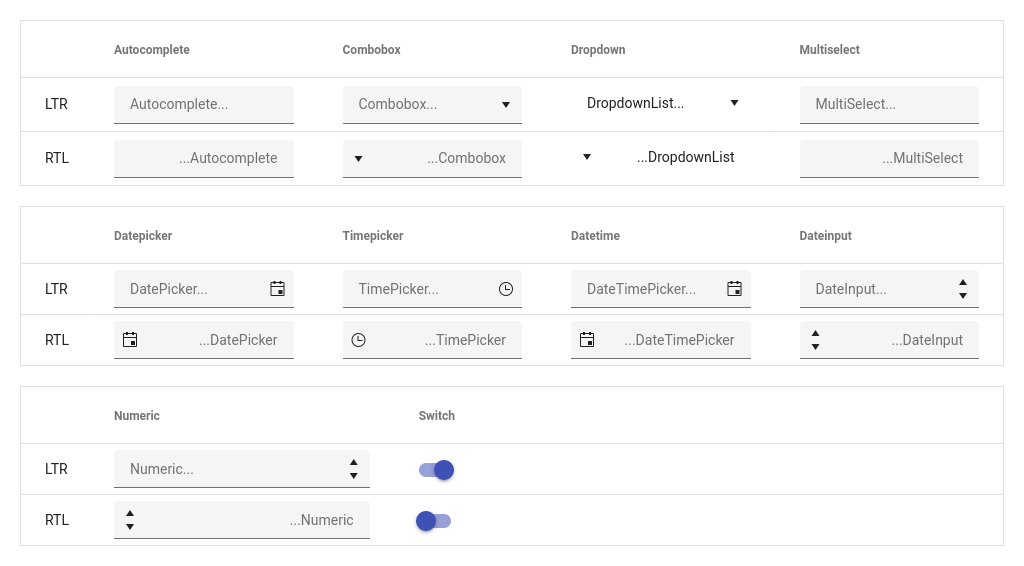 Autocomplete Combobox Dropdown Multiselect
LTR Autocomplete... Combobox... DropdownList... MultiSelect...
RTL ...Autocomplete ...Combobox ...DropdownList ...MultiSelect
Datepicker Timepicker Datetime Dateinput
LTR DatePicker... TimePicker... DateTimePicker... DateInput...
RTL ...DatePicker ...TimePicker ...DateTimePicker ...DateInput
Numeric Switch
LTR Numeric...
RTL ...Numeric